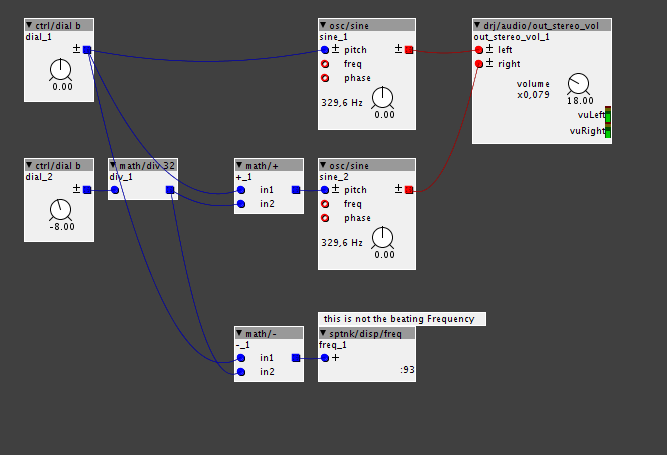 ctrl/dial b
dial_1
±
0.00
osc/sine
sine_1
± pitch ±
freq
phase
329,6 Hz
0.00
drj/audio/out_stereo_vol
out_stereo_vol_1
± left
± right
volume
x0,079
18.00
vuLeft
vuRight
ctrl/dial b
dial_2
±
-8.00
math/div 32
div_1
math/+
+_1
in1
in2
osc/sine
sine_2
± pitch ±
freq
phase
329,6 Hz
0.00
this is not the beating Frequency
math/-
-_1
in1
in2
sptnk/disp/freq
freq_1
+
:93